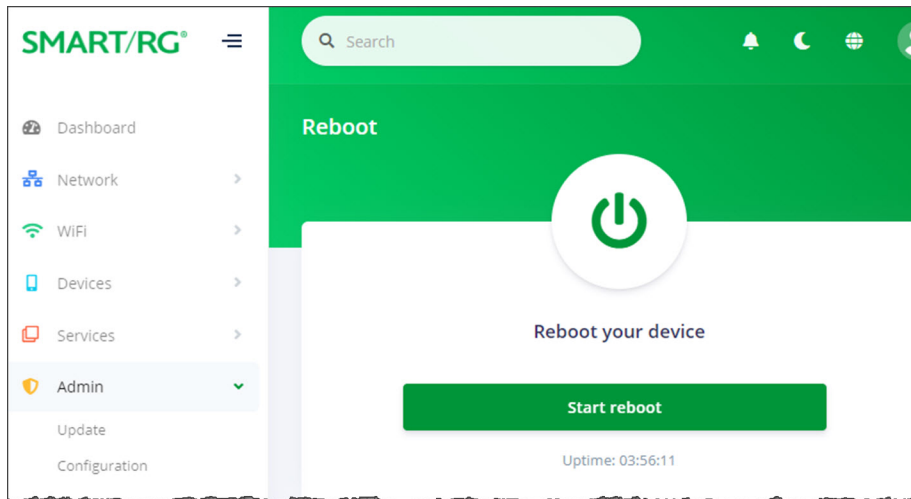 SMART/RG®
Search
Dashboard
Network
WiFi
Devices
Services
Admin
Update
Configuration
Reboot
Reboot your device
Start reboot
Uptime: 03:56:11